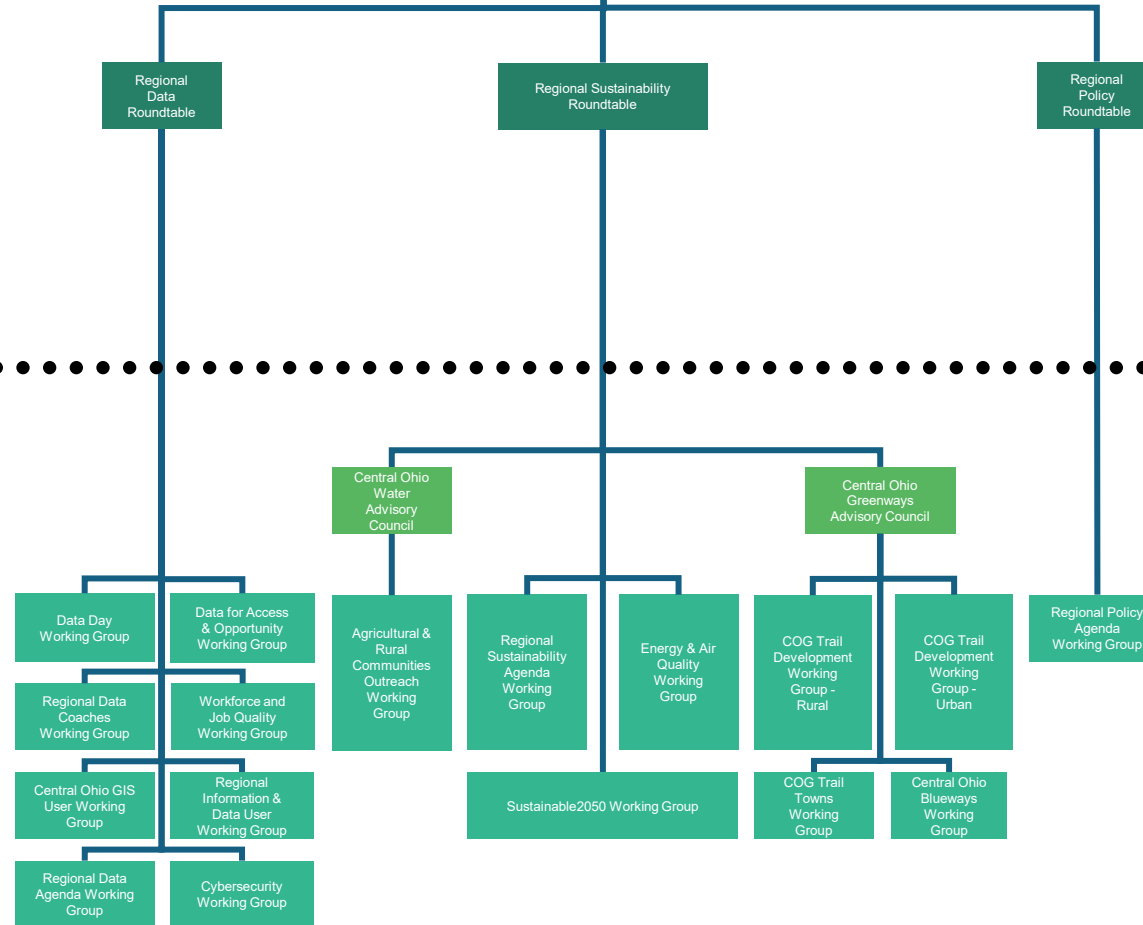 Regional
Data
Roundtable
Regional Sustainability
Roundtable
Regional
Policy
Roundtable
Central Ohio
Water
Advisory
Council
Central Ohio
Greenways
Advisory Council
Data Day
Working Group
Data for Access
& Opportunity
Working Group
Agricultural &
Rural
Communities
Outreach
Working
Group
Regional
Sustainability
Agenda
Working
Group
Energy & Air
Quality
Working
Group
COG Trail
Development
Working
Group -
Rural
COG Trail
Development
Working
Group -
Urban
Regional Policy
Agenda
Working Group
Regional Data
Coaches
Working Group
Workforce and
Job Quality
Working Group
Central Ohio GIS
User Working
Group
Regional
Information &
Data User
Working Group
Sustainable2050 Working Group
COG Trail
Towns
Working
Group
Central Ohio
Blueways
Working
Group
Regional Data
Agenda Working
Group
Cybersecurity
Working Group